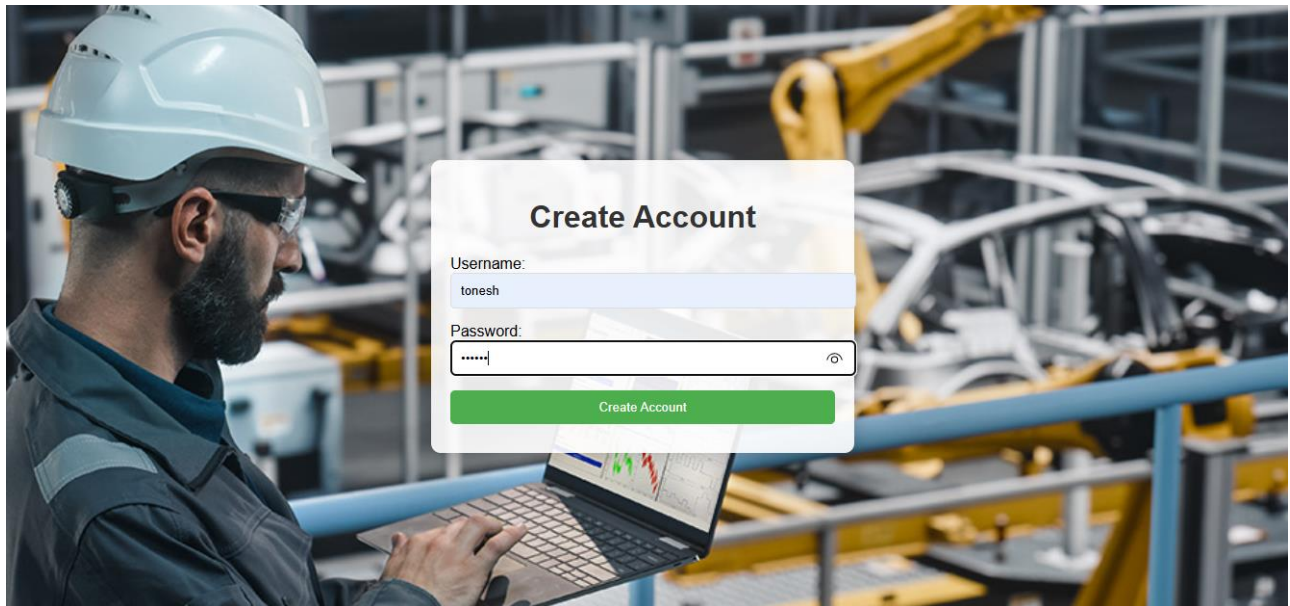 Create Account
Username:
tonesh
Password:
••••••
Create Account